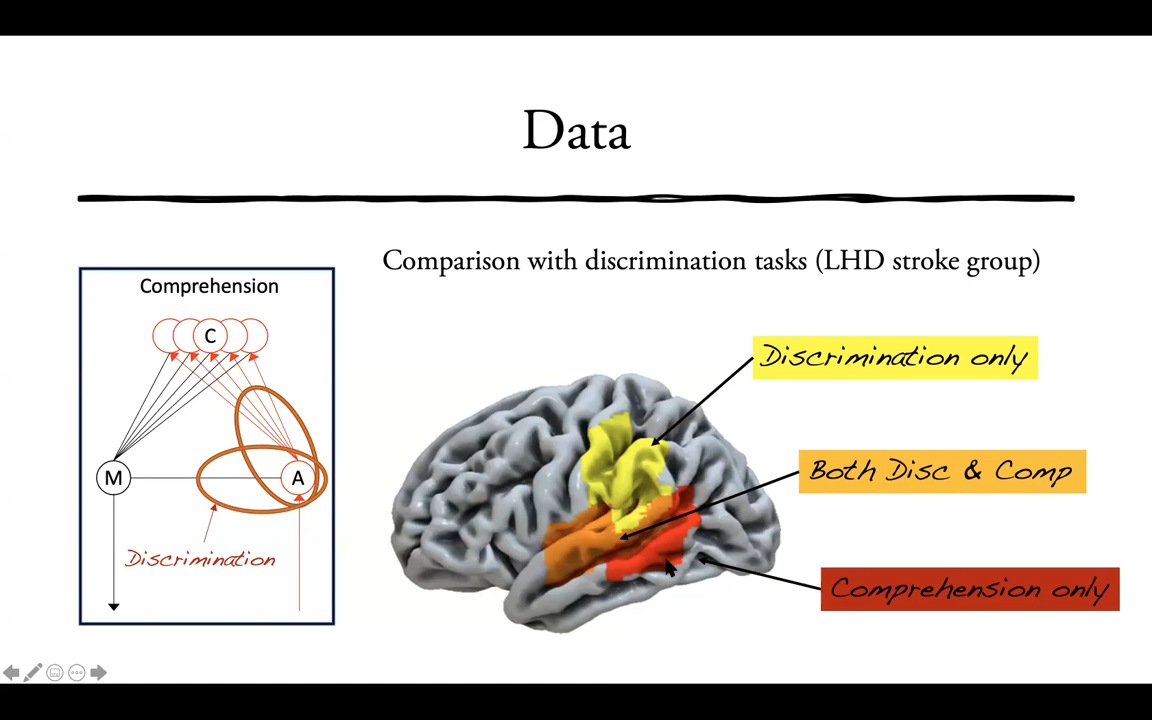 Data
Comparison with discrimination tasks (LHD stroke group)
Comprehension
C
M
A
Discrimination
Discrimination only
Both Disc & Comp
Comprehension only